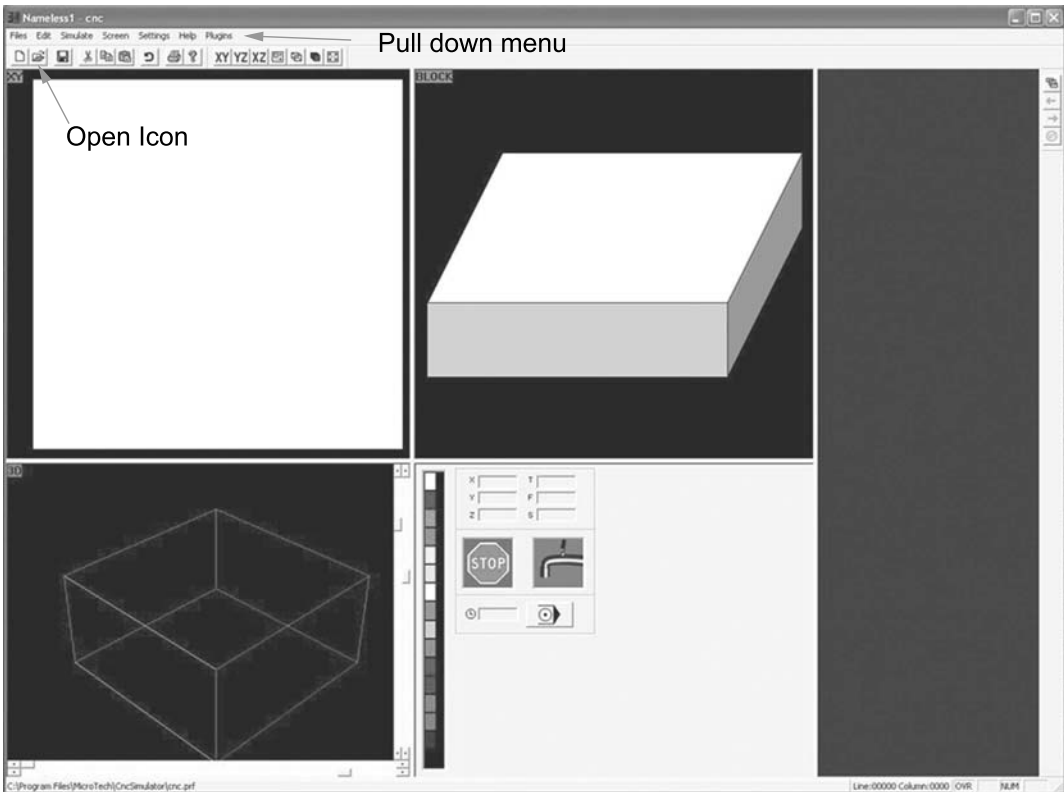 Nameless1 - cnc
Files Edit Simulate Screen Settings Help Plugins
Pull down menu
XY YZ XZ
XY
BLOCK
Open Icon
3D
X T
Y F
Z S
STOP
C:\Program Files\MicroTech\CncSimulator\cnc.prf
Line:00000 Column:0000 OVR NUM